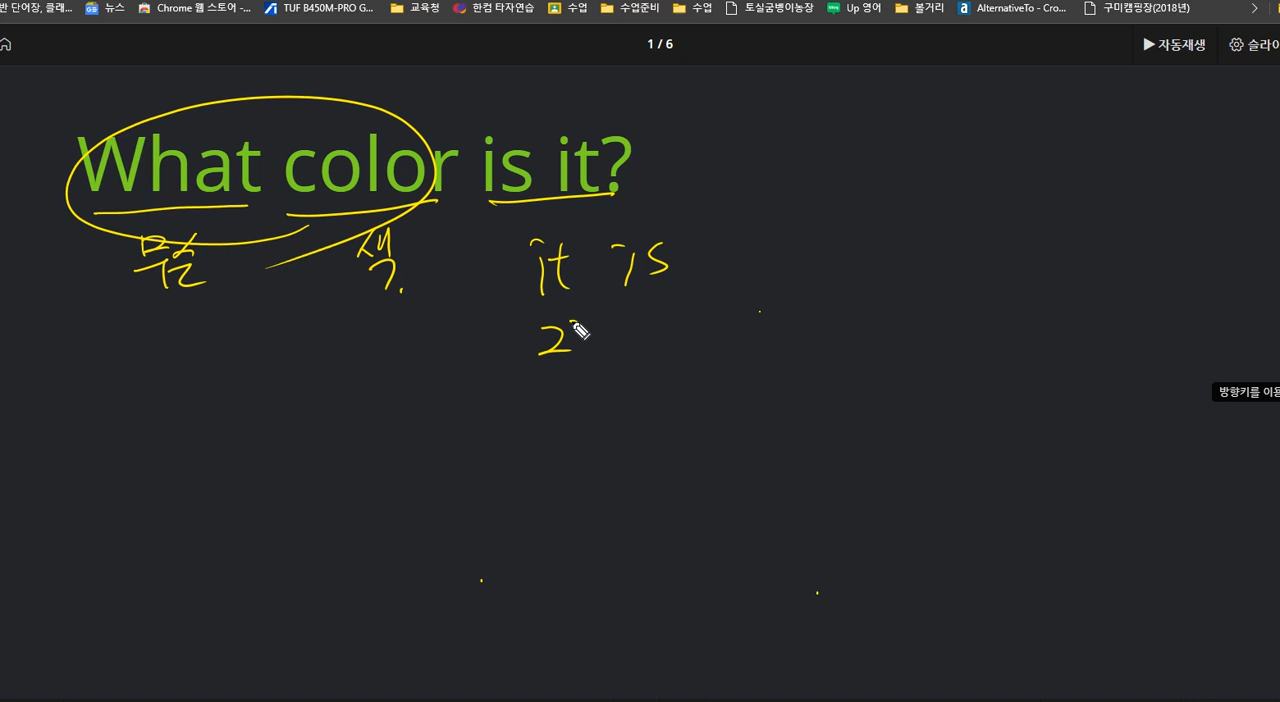 반 단어장, 클래... 뉴스 Chrome 웹 스토어 -... TUF B450M-PRO G... 교육청 한컴 타자연습 수업 수업준비 수업 토실굼벵이농장 Up 영어 볼거리 AlternativeTo - Cro... 구미캠핑장(2018년)
1 / 6 자동재생 슬라이
What color is it?
무슨 색 it is
?
2
방향키를 이용